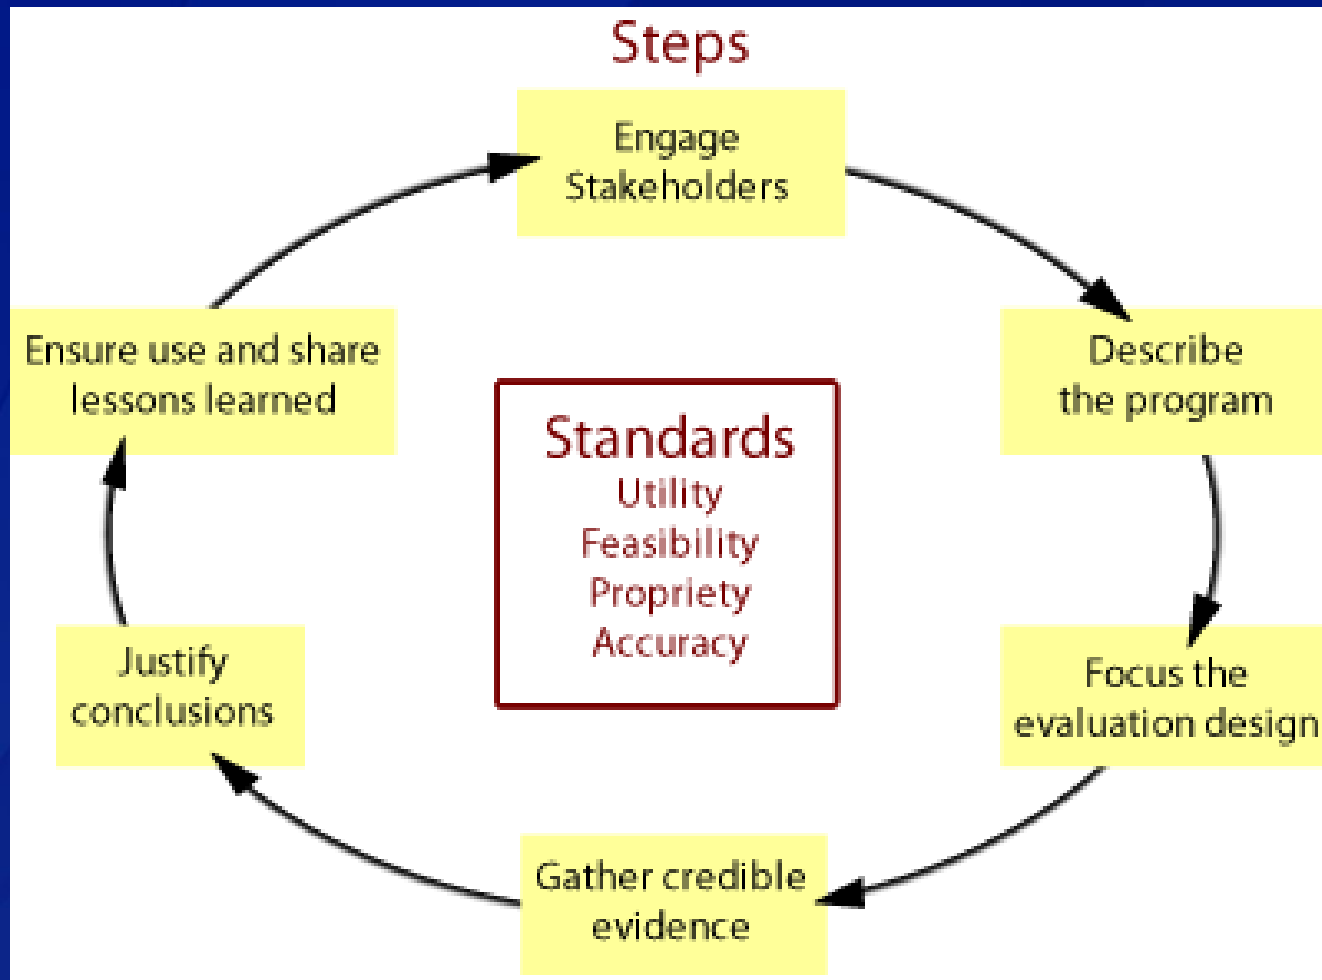 Steps
Engage
Stakeholders
Describe
the program
Focus the
evaluation design
Gather credible
evidence
Justify
conclusions
Ensure use and share
lessons learned
Standards
Utility
Feasibility
Propriety
Accuracy